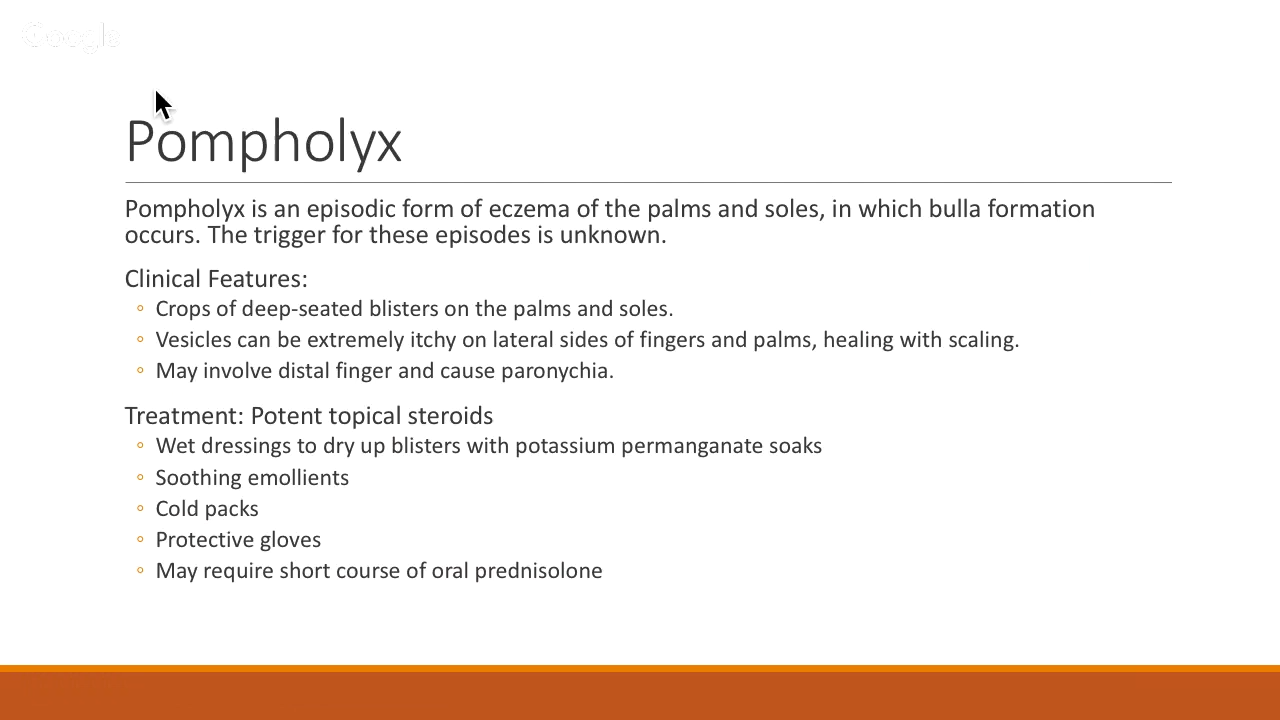 Google
Pompholyx
Pompholyx is an episodic form of eczema of the palms and soles, in which bulla formation
occurs. The trigger for these episodes is unknown.
Clinical Features:
◦ Crops of deep-seated blisters on the palms and soles.
◦ Vesicles can be extremely itchy on lateral sides of fingers and palms, healing with scaling.
◦ May involve distal finger and cause paronychia.
Treatment: Potent topical steroids
◦ Wet dressings to dry up blisters with potassium permanganate soaks
◦ Soothing emollients
◦ Cold packs
◦ Protective gloves
◦ May require short course of oral prednisolone